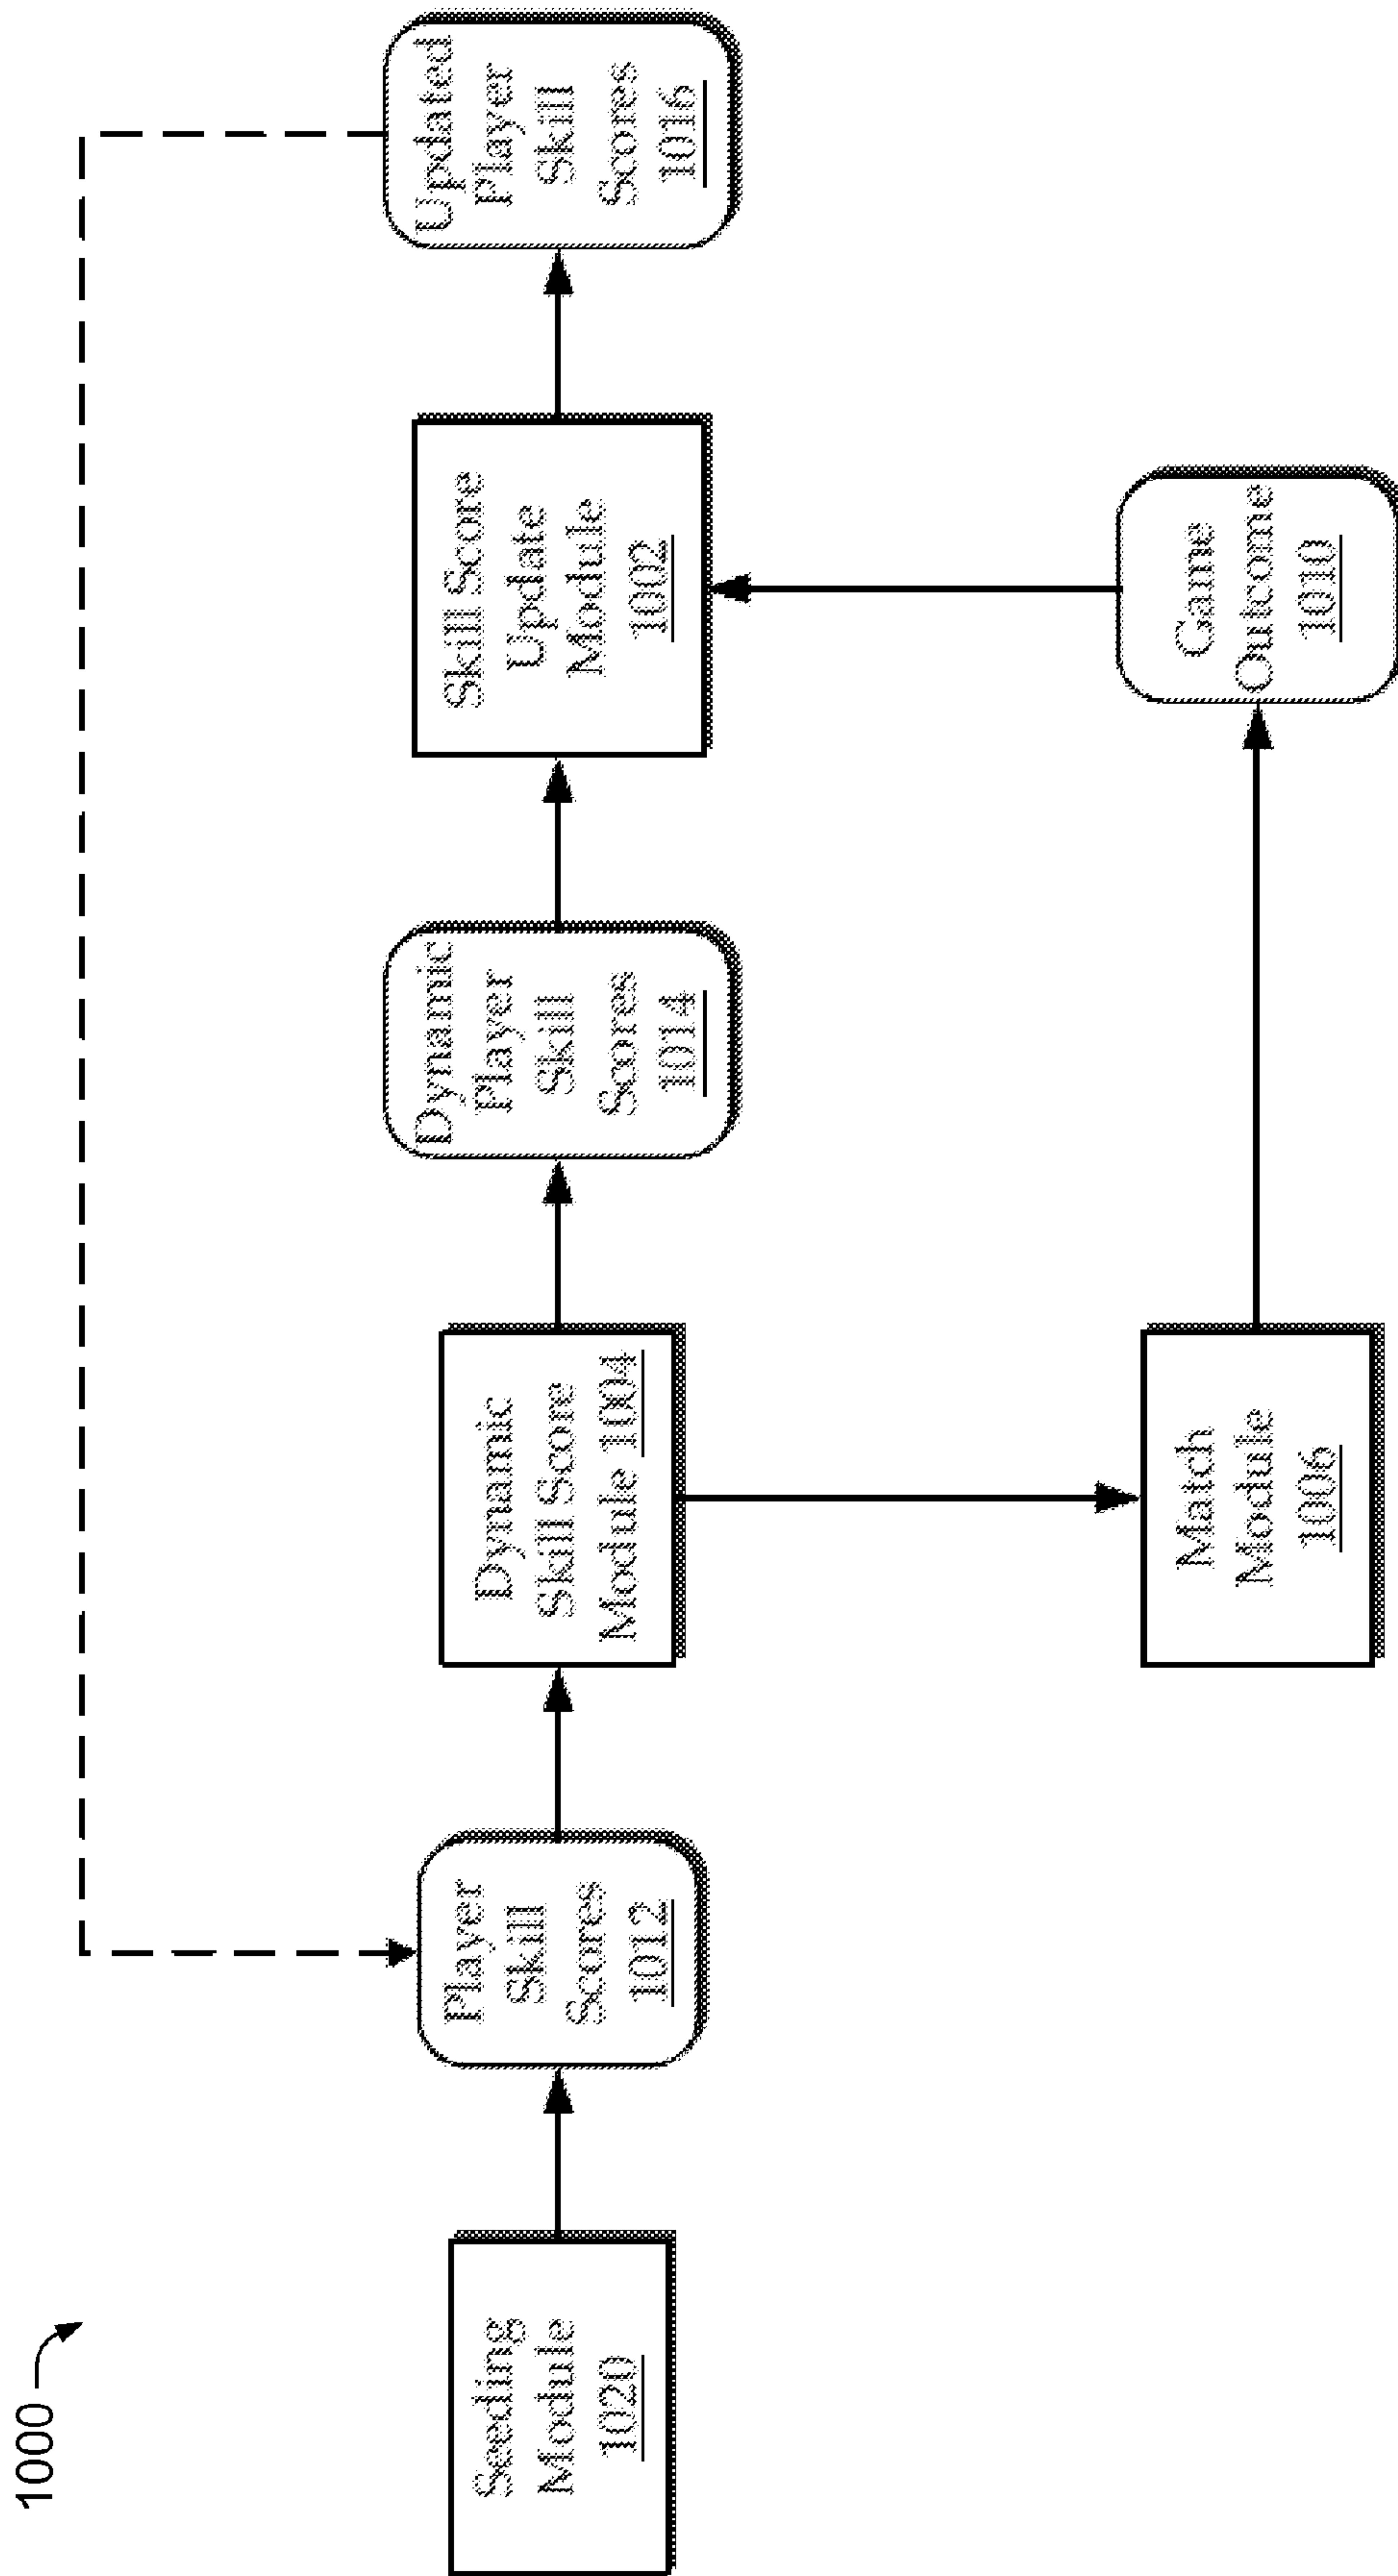 1000
Seeding
Module
1020
Player
Skill
Scores
1012
Dynamic
Skill Score
Module 1004
Dynamic
Player
Skill
Scores
1014
Skill Score
Update
Module
1002
Updated
Player
Skill
Scores
1016
Match
Module
1006
Game
Outcome
1010